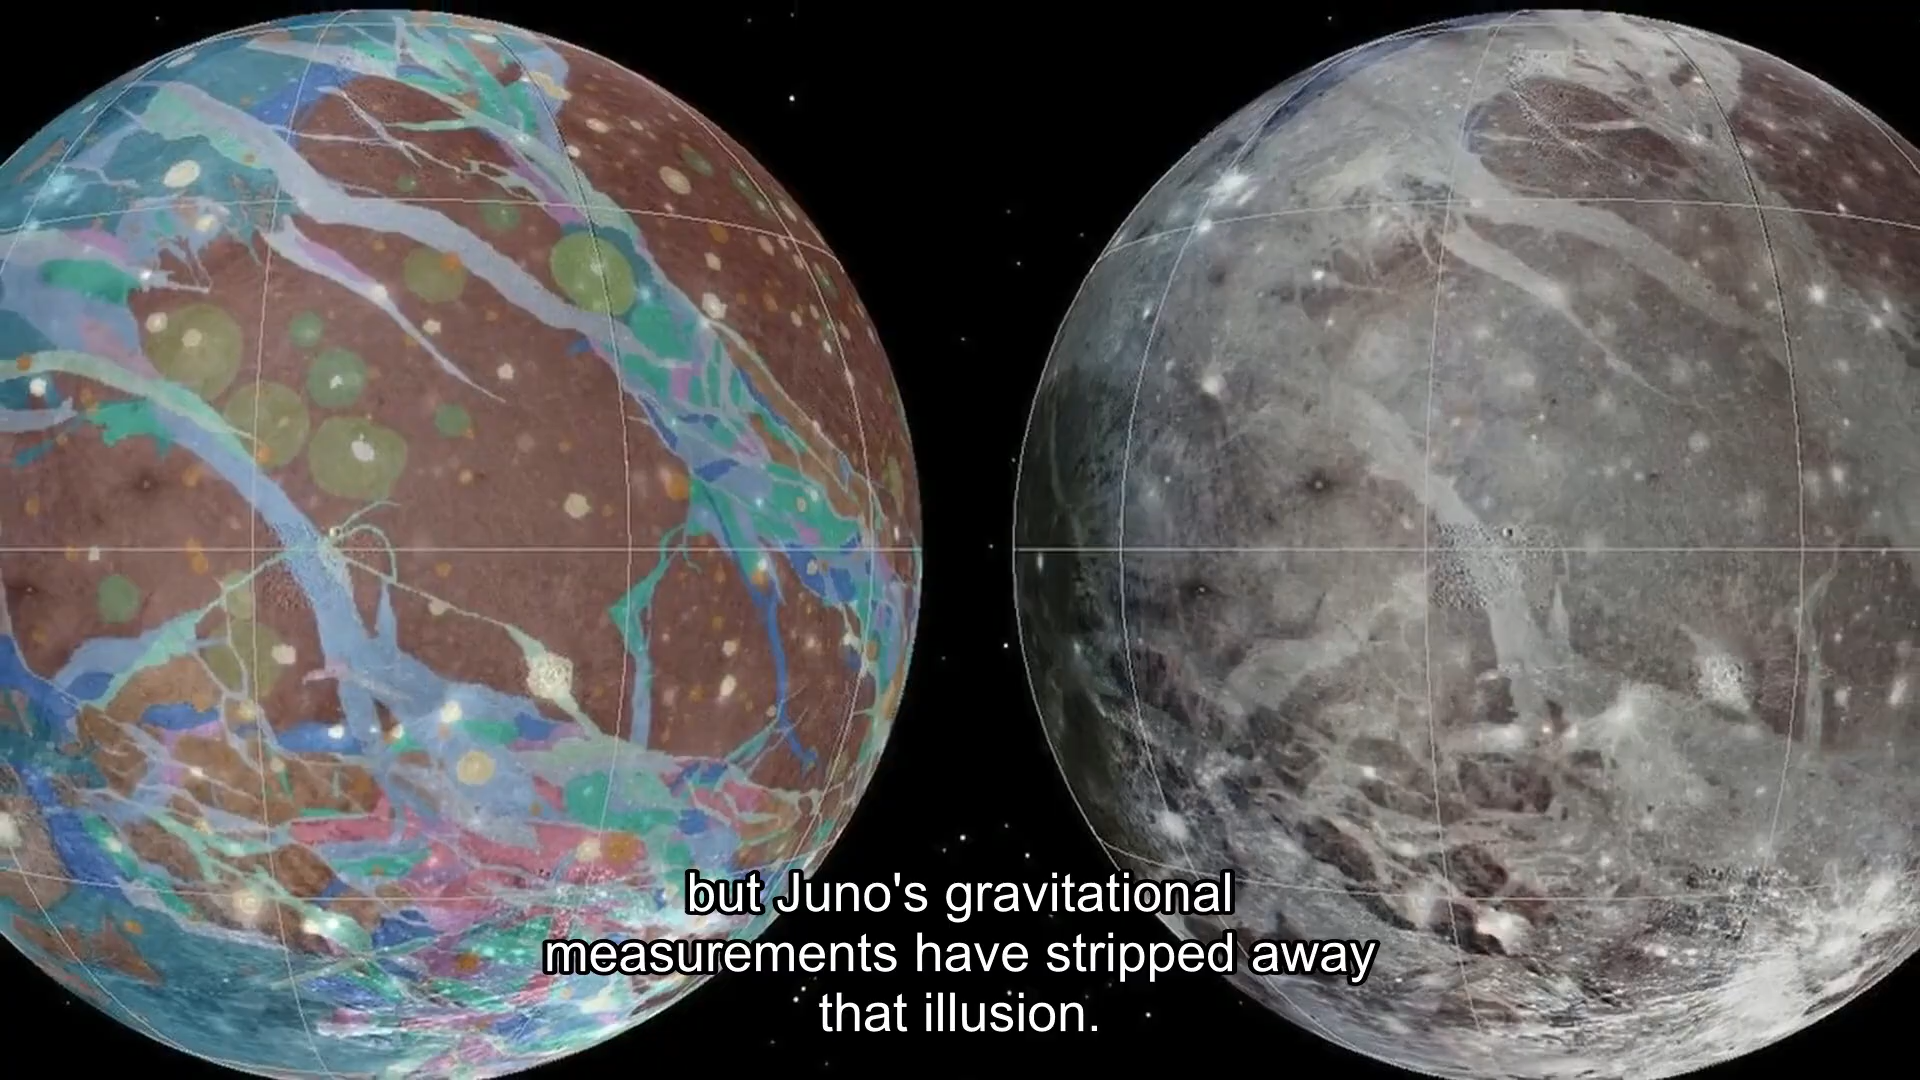 but Juno's gravitational
measurements have stripped away
that illusion.